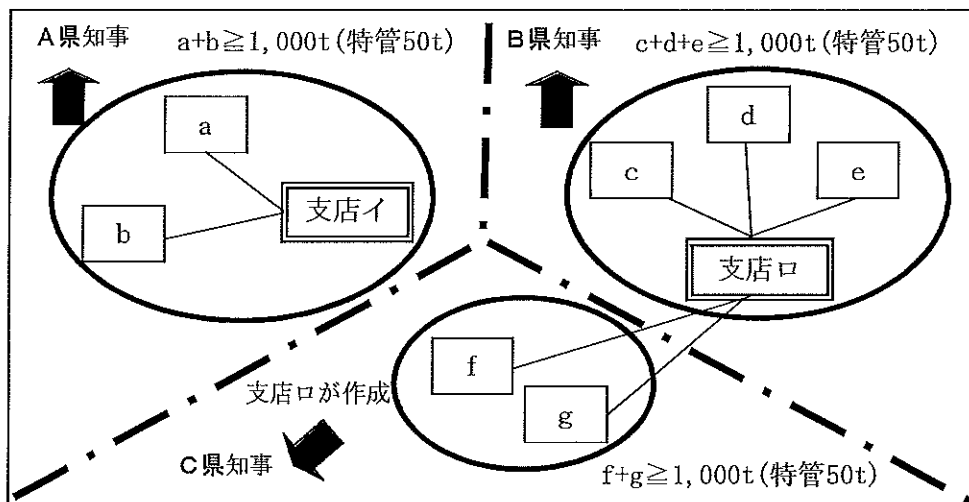 A県知事
a+b≧1,000t(特管50t)
B県知事
c+d+e≧1,000t(特管50t)
a
b
支店イ
d
c
e
支店ロ
f
g
支店ロが作成
C県知事
f+g≧1,000t(特管50t)